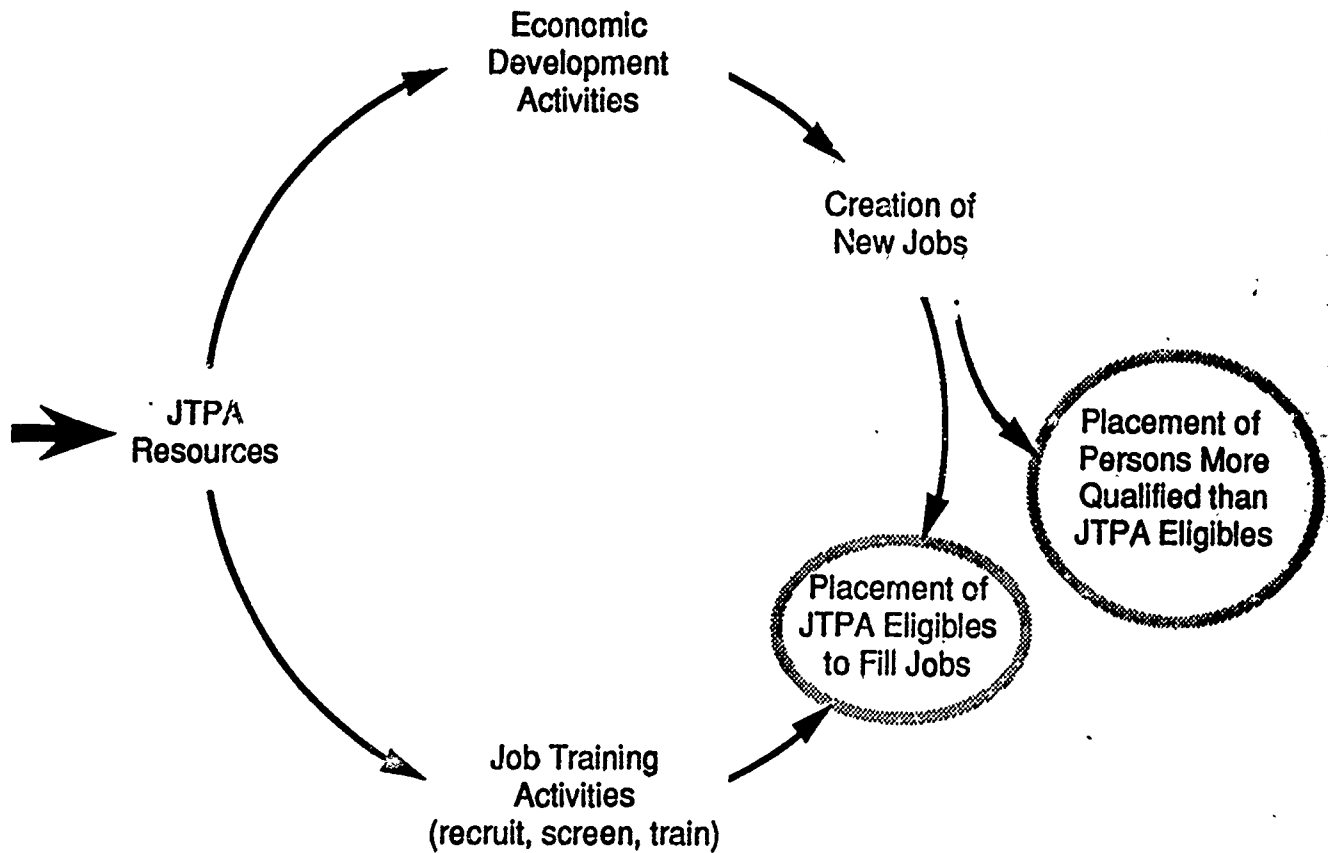 Economic
Development
Activities
Creation of
New Jobs
JTPA
Resources
Placement of
Persons More
Qualified than
JTPA Eligibles
Placement of
JTPA Eligibles
to Fill Jobs
Job Training
Activities
(recruit, screen, train)